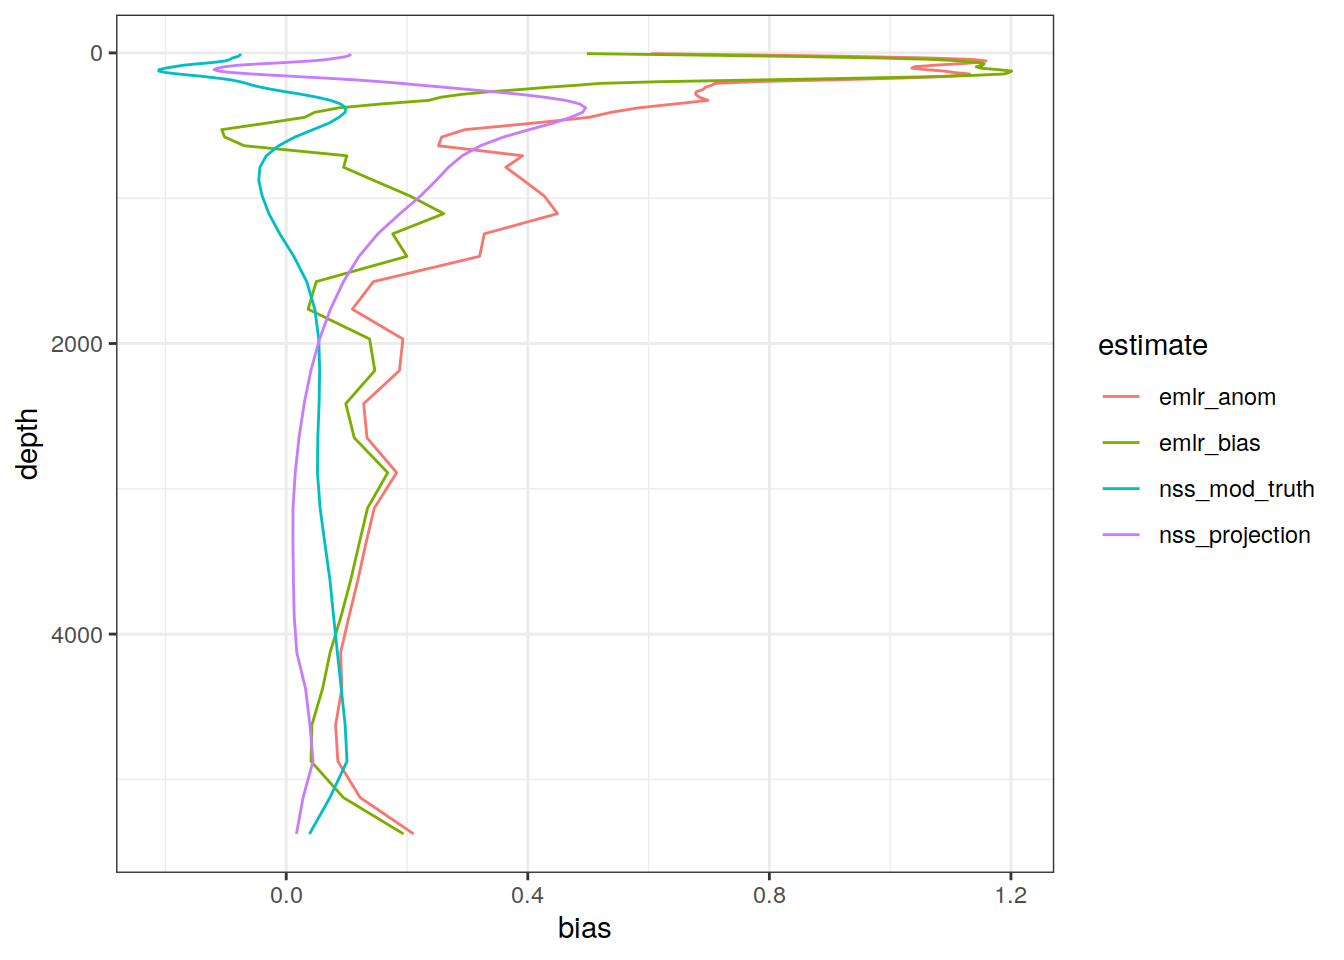 0
2000
4000
depth
0.0
0.4
0.8
1.2
bias
estimate
emlr_anom
emlr_bias
nss_mod_truth
nss_projection